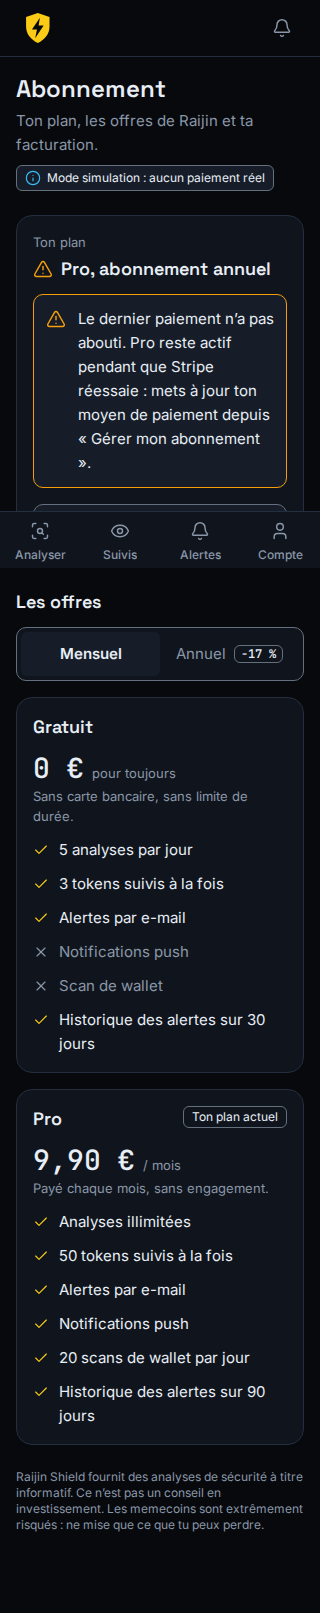 Abonnement
Ton plan, les offres de Raijin et ta
facturation.
Mode simulation : aucun paiement réel
Ton plan
Pro, abonnement annuel
Le dernier paiement n’a pas
abouti. Pro reste actif
pendant que Stripe
réessaie : mets à jour ton
moyen de paiement depuis
« Gérer mon abonnement
».
Analyser Suivis Alertes Compte
Les offres
Mensuel Annuel -17 %
Gratuit
0 € pour toujours
Sans carte bancaire, sans limite de
durée.
5 analyses par jour
3 tokens suivis à la fois
Alertes par e-mail
Notifications push
Scan de wallet
Historique des alertes sur 30
jours
Pro Ton plan actuel
9,90 € / mois
Payé chaque mois, sans engagement.
Analyses illimitées
50 tokens suivis à la fois
Alertes par e-mail
Notifications push
20 scans de wallet par jour
Historique des alertes sur 90
jours
Raijin Shield fournit des analyses de sécurité à titre
informatif. Ce n’est pas un conseil en
investissement. Les memecoins sont extrêmement
risqués : ne mise que ce que tu peux perdre.